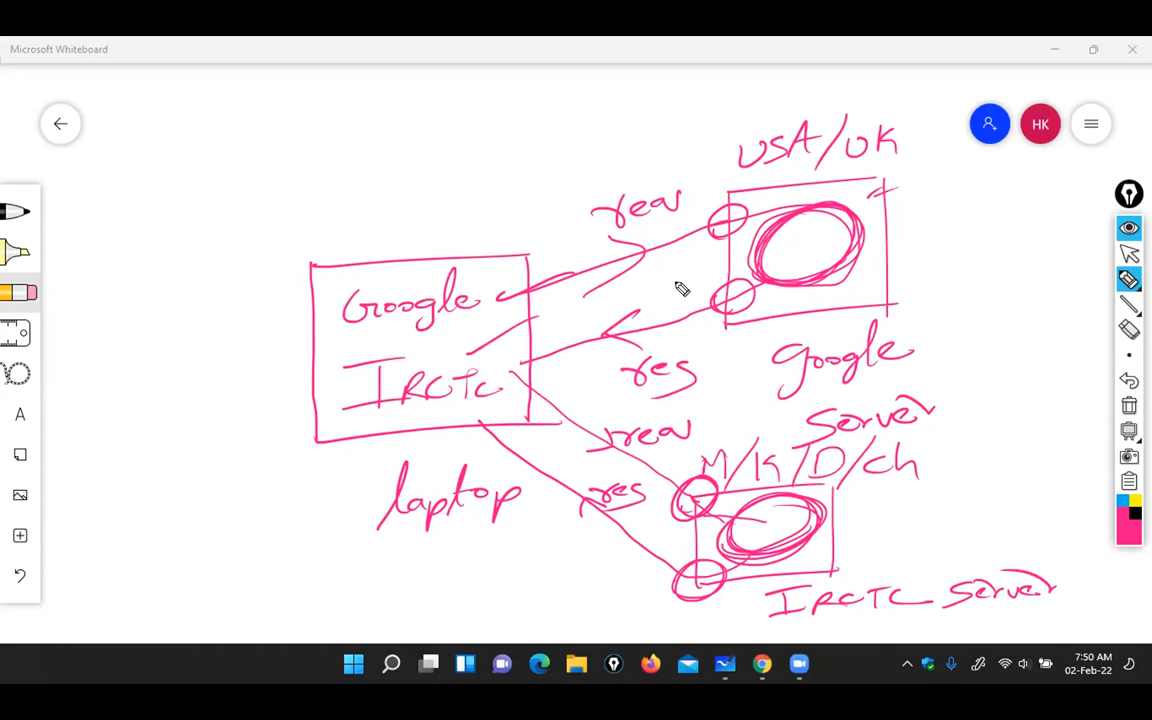 Microsoft Whiteboard
HK
USA/UK
req
Google
IRCTC
res
google
server
req
M/K/D/ch
laptop
res
IRCTC server
A
7:50 AM
02-Feb-22